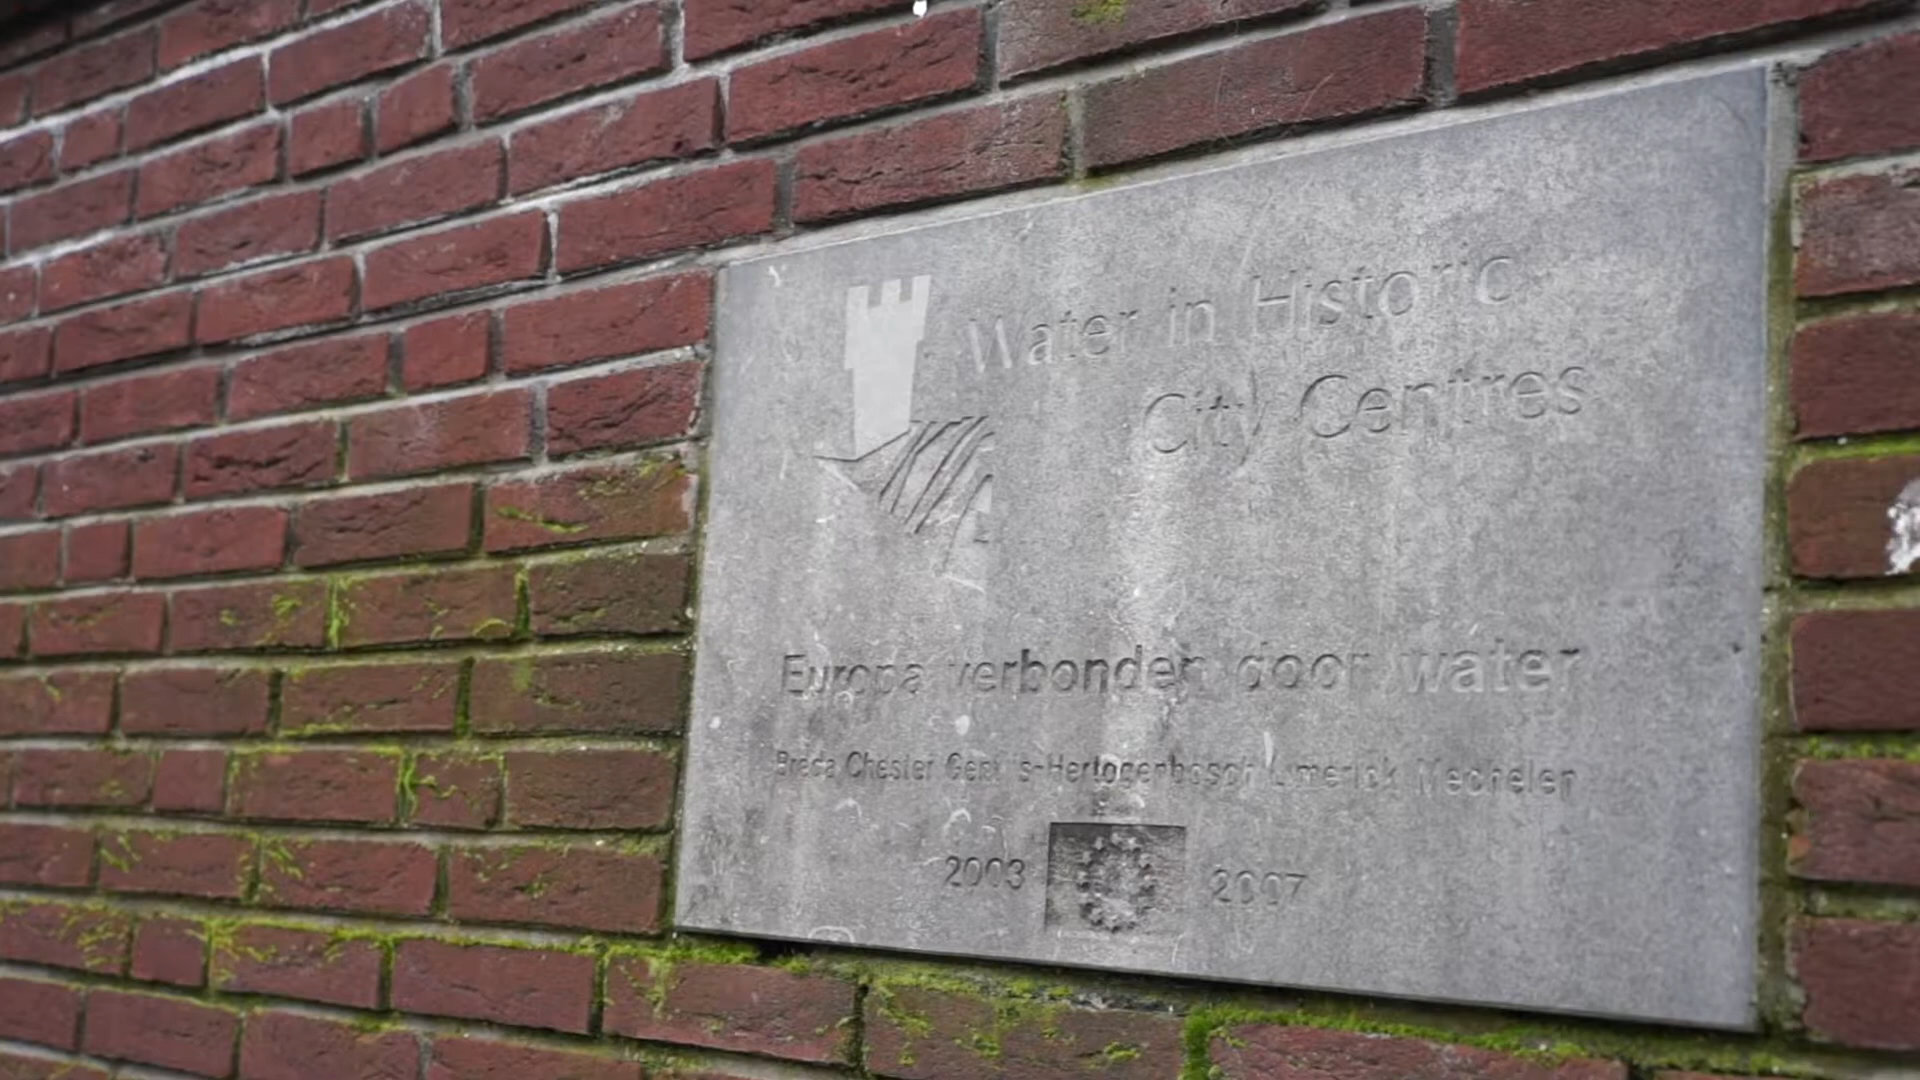 Water in Historic
City Centres
Europa verbonden door water
Breda Chester Gent 's-Hertogenbosch Limerick Mechelen
2003 2007